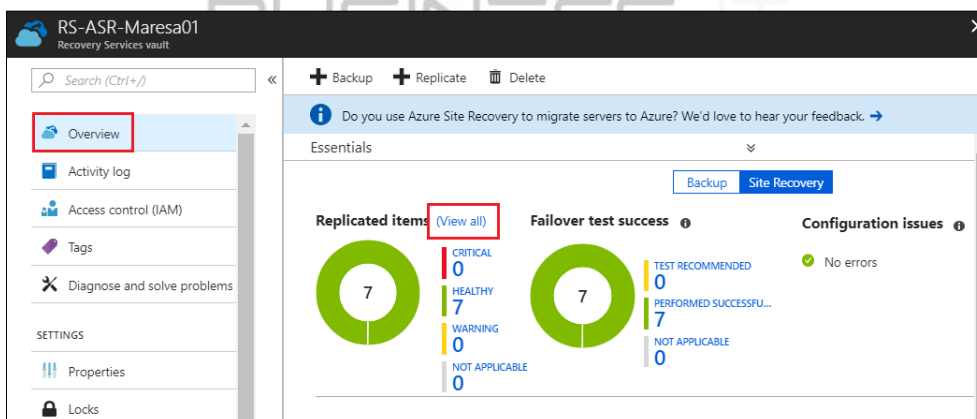 RS-ASR-Maresa01
Recovery Services vault
Search (Ctrl+/)
Overview
Activity log
Access control (IAM)
Tags
Diagnose and solve problems
SETTINGS
Properties
Locks
Backup Replicate Delete
Do you use Azure Site Recovery to migrate servers to Azure? We'd love to hear your feedback. →
Essentials
Backup Site Recovery
Replicated items (View all)
7
CRITICAL
0
HEALTHY
7
WARNING
0
NOT APPLICABLE
0
Failover test success
7
TEST RECOMMENDED
0
PERFORMED SUCCESSFU...
7
NOT APPLICABLE
0
Configuration issues
No errors